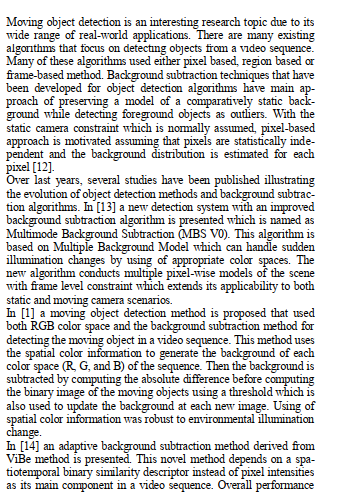 Moving object detection is an interesting research topic due to its
wide range of real-world applications. There are many existing
algorithms that focus on detecting objects from a video sequence.
Many of these algorithms used either pixel based, region based or
frame-based method. Background subtraction techniques that have
been developed for object detection algorithms have main ap-
proach of preserving a model of a comparatively static back-
ground while detecting foreground objects as outliers. With the
static camera constraint which is normally assumed, pixel-based
approach is motivated assuming that pixels are statistically inde-
pendent and the background distribution is estimated for each
pixel [12].
Over last years, several studies have been published illustrating
the evolution of object detection methods and background subtrac-
tion algorithms. In [13] a new detection system with an improved
background subtraction algorithm is presented which is named as
Multimode Background Subtraction (MBS V0). This algorithm is
based on Multiple Background Model which can handle sudden
illumination changes by using of appropriate color spaces. The
new algorithm conducts multiple pixel-wise models of the scene
with frame level constraint which extends its applicability to both
static and moving camera scenarios.
In [1] a moving object detection method is proposed that used
both RGB color space and the background subtraction method for
detecting the moving object in a video sequence. This method uses
the spatial color information to generate the background of each
color space (R, G, and B) of the sequence. Then the background is
subtracted by computing the absolute difference before computing
the binary image of the moving objects using a threshold which is
also used to update the background at each new image. Using of
spatial color information was robust to environmental illumination
change.
In [14] an adaptive background subtraction method derived from
ViBe method is presented. This novel method depends on a spa-
tiotemporal binary similarity descriptor instead of pixel intensities
as its main component in a video sequence. Overall performance